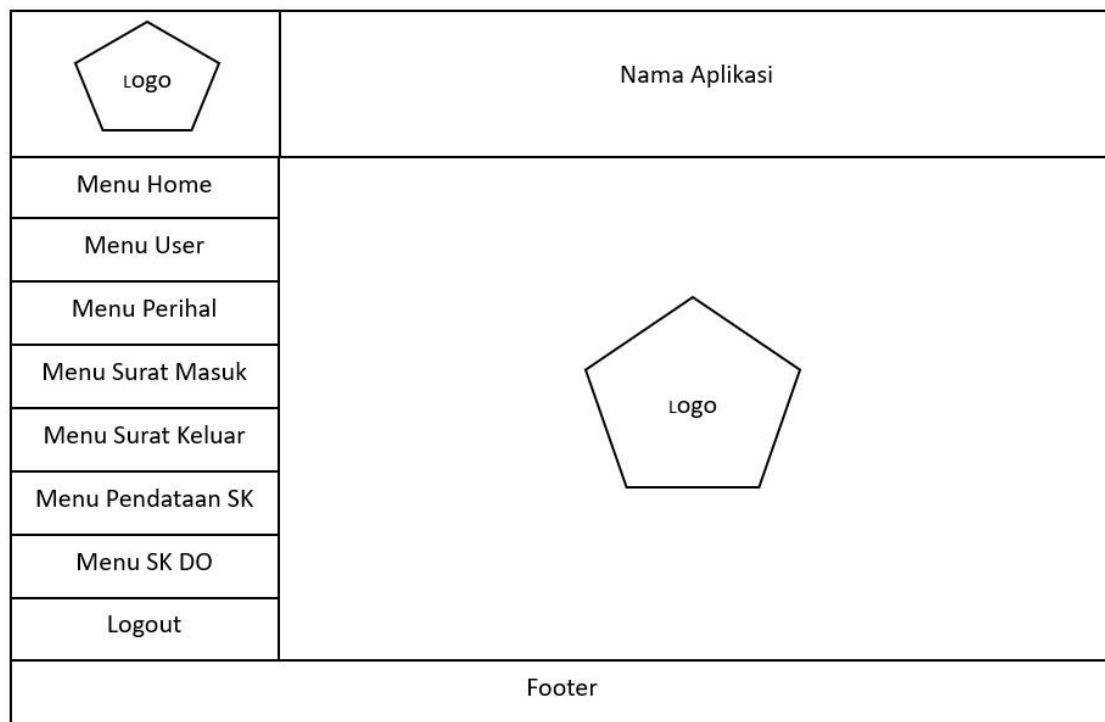 Logo
Nama Aplikasi
Menu Home
Menu User
Menu Perihal
Menu Surat Masuk
Menu Surat Keluar
Menu Pendataan SK
Menu SK DO
Logout
Logo
Footer